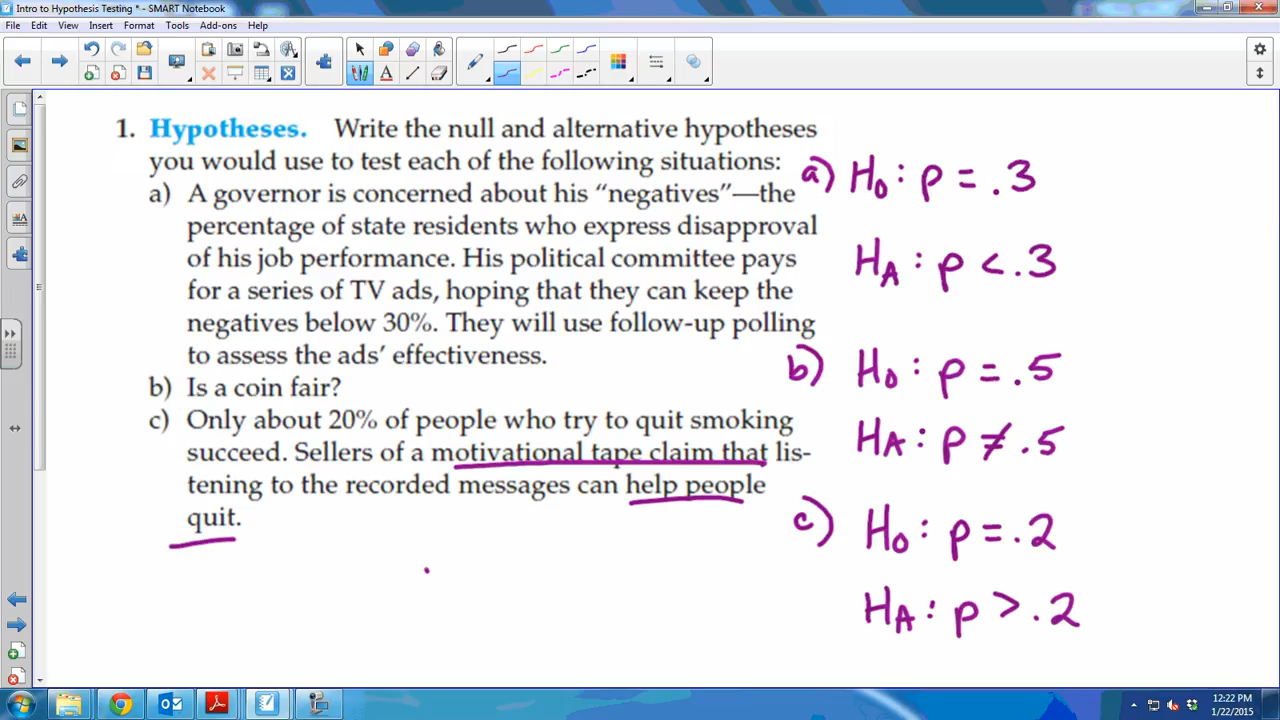 Intro to Hypothesis Testing * - SMART Notebook
File Edit View Insert Format Tools Add-ons Help
1. Hypotheses. Write the null and alternative hypotheses
you would use to test each of the following situations:
a) A governor is concerned about his “negatives”—the
percentage of state residents who express disapproval
of his job performance. His political committee pays
for a series of TV ads, hoping that they can keep the
negatives below 30%. They will use follow-up polling
to assess the ads’ effectiveness.
b) Is a coin fair?
c) Only about 20% of people who try to quit smoking
succeed. Sellers of a motivational tape claim that lis-
tening to the recorded messages can help people
quit.
a) H₀ : p = .3
H_A : p < .3
b) H₀ : p = .5
H_A : p ≠ .5
c) H₀ : p = .2
H_A : p > .2
12:22 PM
1/22/2015